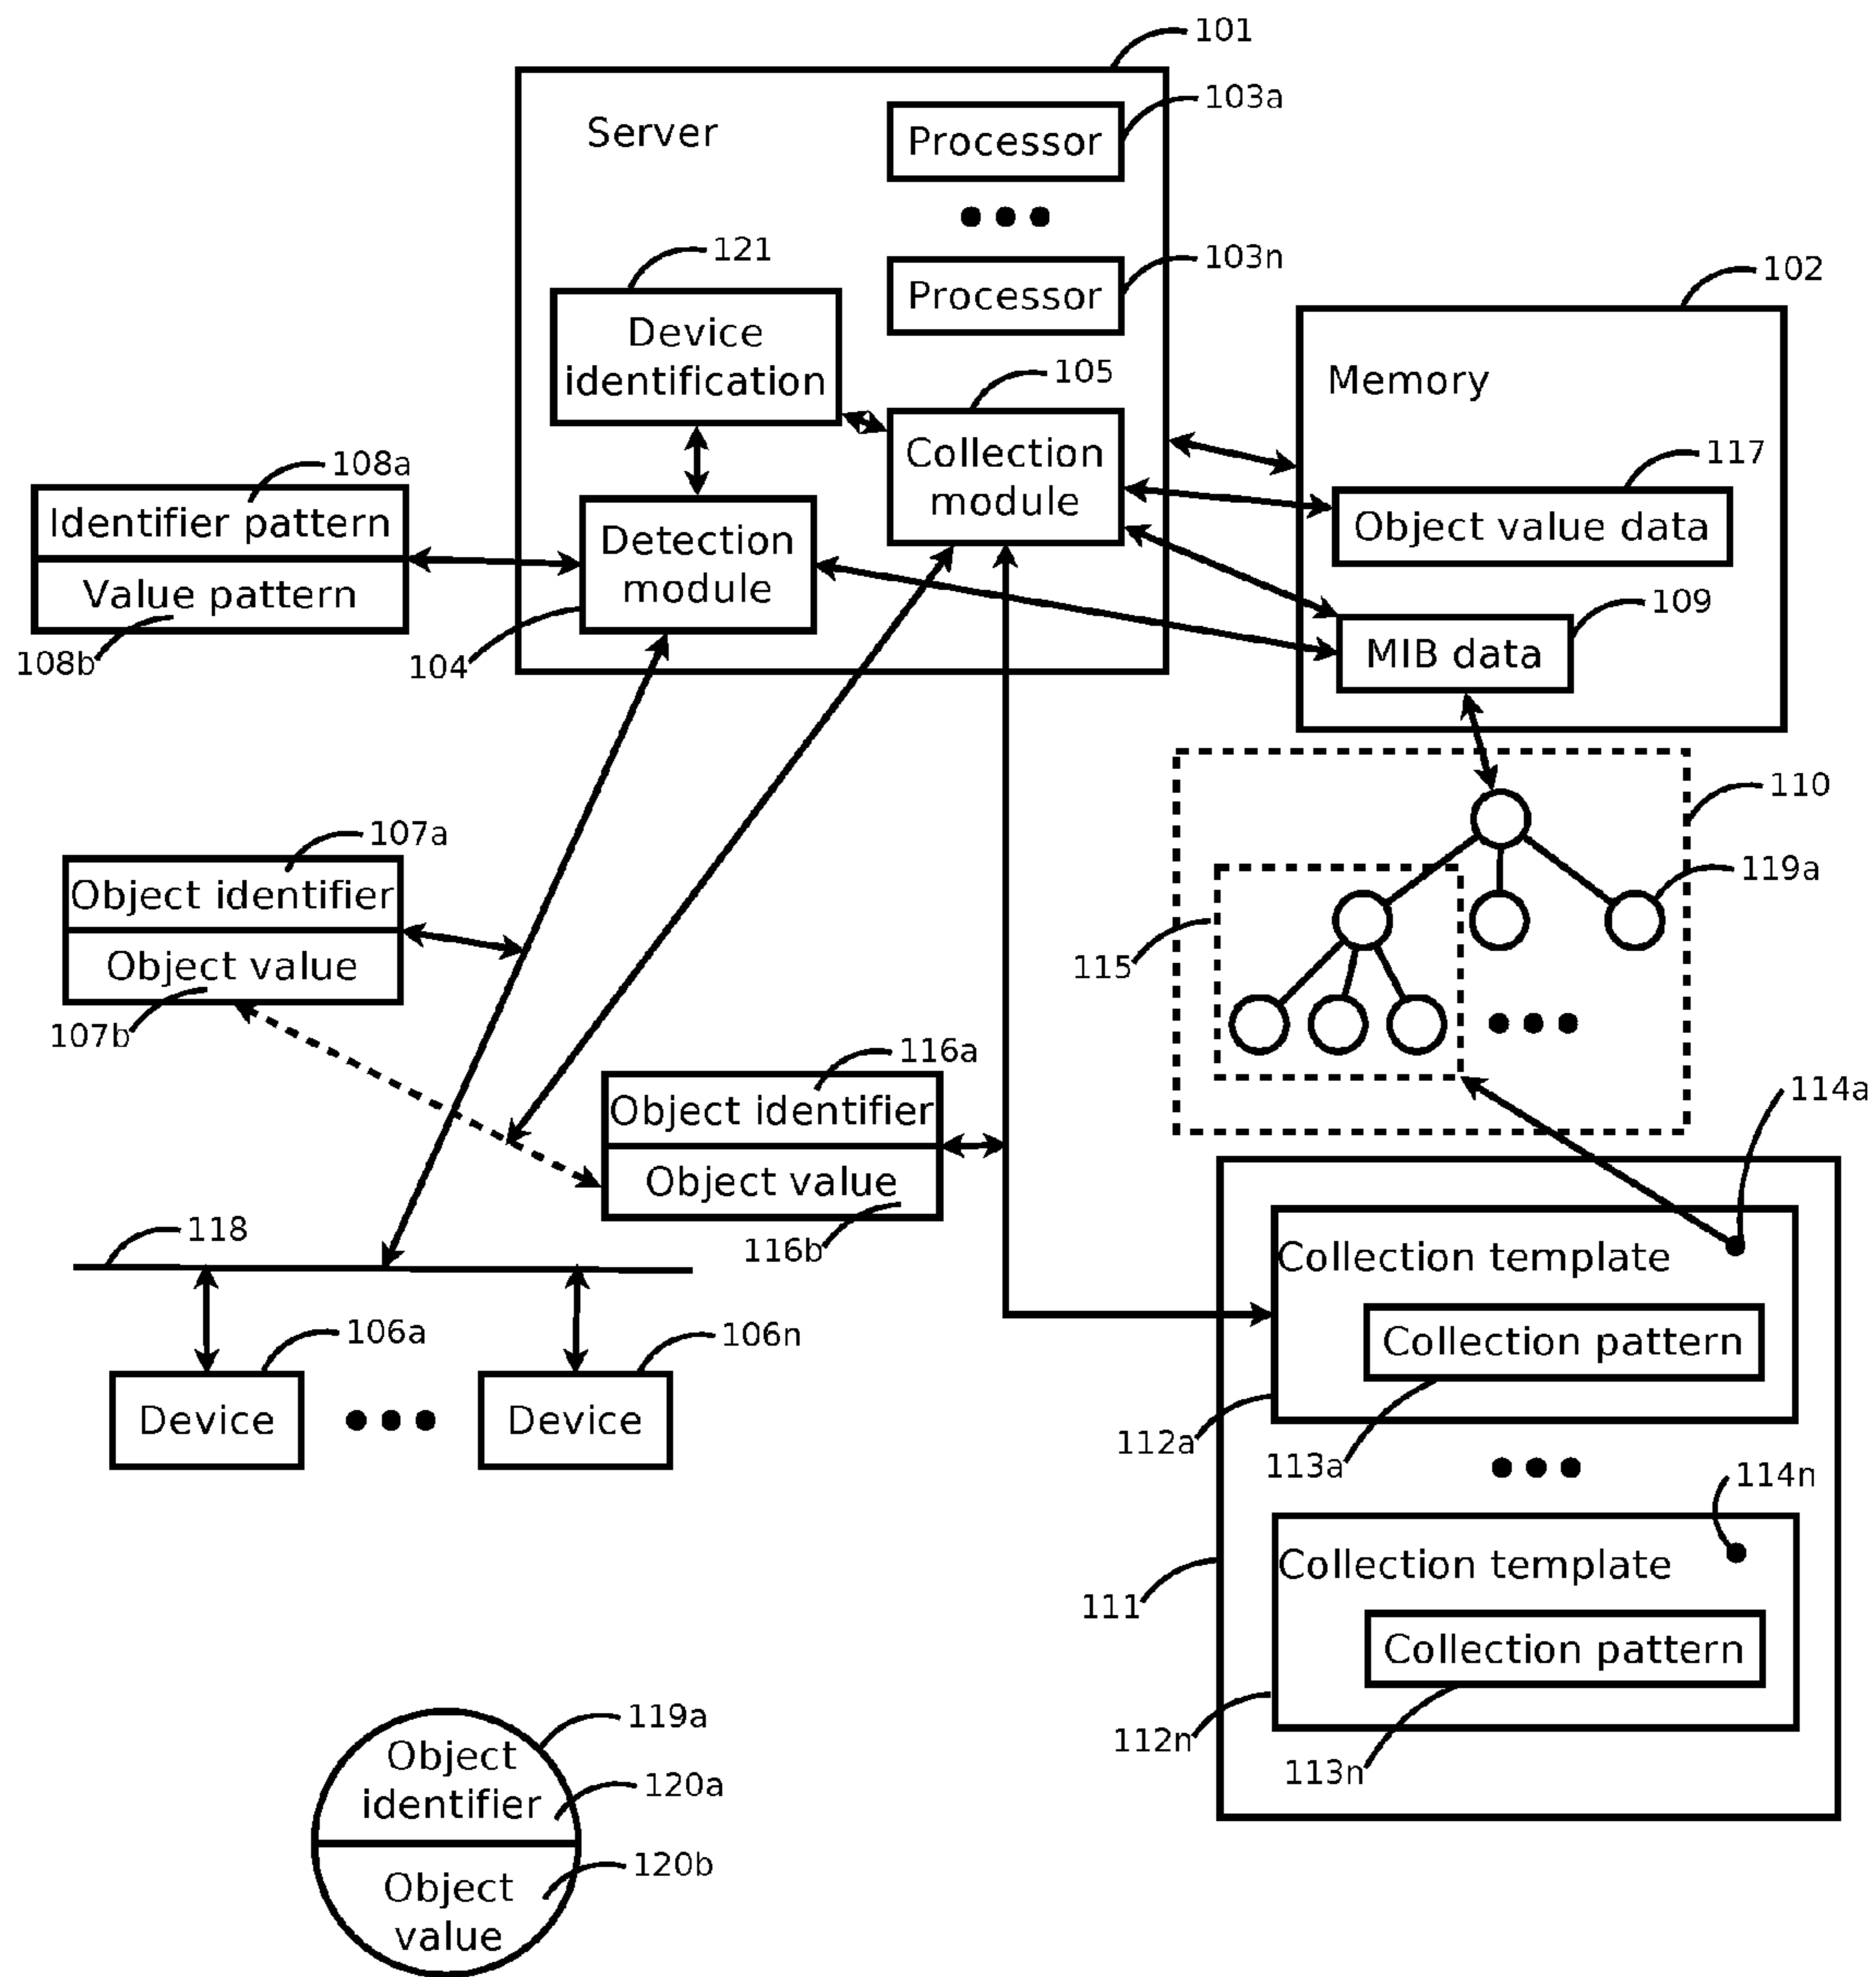 101
Server
103a
Processor
103n
Processor
121
Device
identification
105
Collection
module
102
Memory
117
Object value data
109
MIB data
108a
Identifier pattern
Value pattern
108b
Detection
module
104
110
119a
115
107a
Object identifier
Object value
107b
116a
Object identifier
Object value
116b
114a
118
106a
Device
106n
Device
Collection template
Collection pattern
112a
113a
114n
Collection template
Collection pattern
111
112n
113n
119a
Object
identifier
120a
120b
Object
value